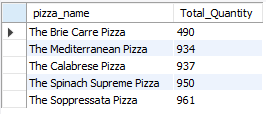 pizza_name Total_Quantity
The Brie Carre Pizza 490
The Mediterranean Pizza 934
The Calabrese Pizza 937
The Spinach Supreme Pizza 950
The Soppressata Pizza 961